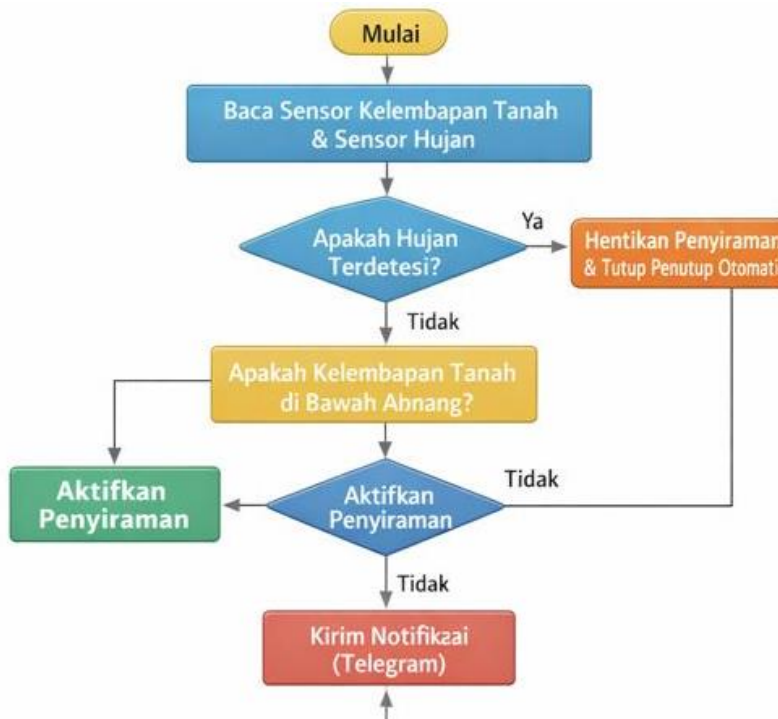 Mulai
Baca Sensor Kelembapan Tanah
& Sensor Hujan
Apakah Hujan
Terdetesi?
Ya
Hentikan Penyiraman
& Tutup Penutup Otomati
Tidak
Apakah Kelembapan Tanah
di Bawah Abnang?
Aktifkan
Penyiraman
Aktifkan
Penyiraman
Tidak
Tidak
Kirim Notifikzai
(Telegram)